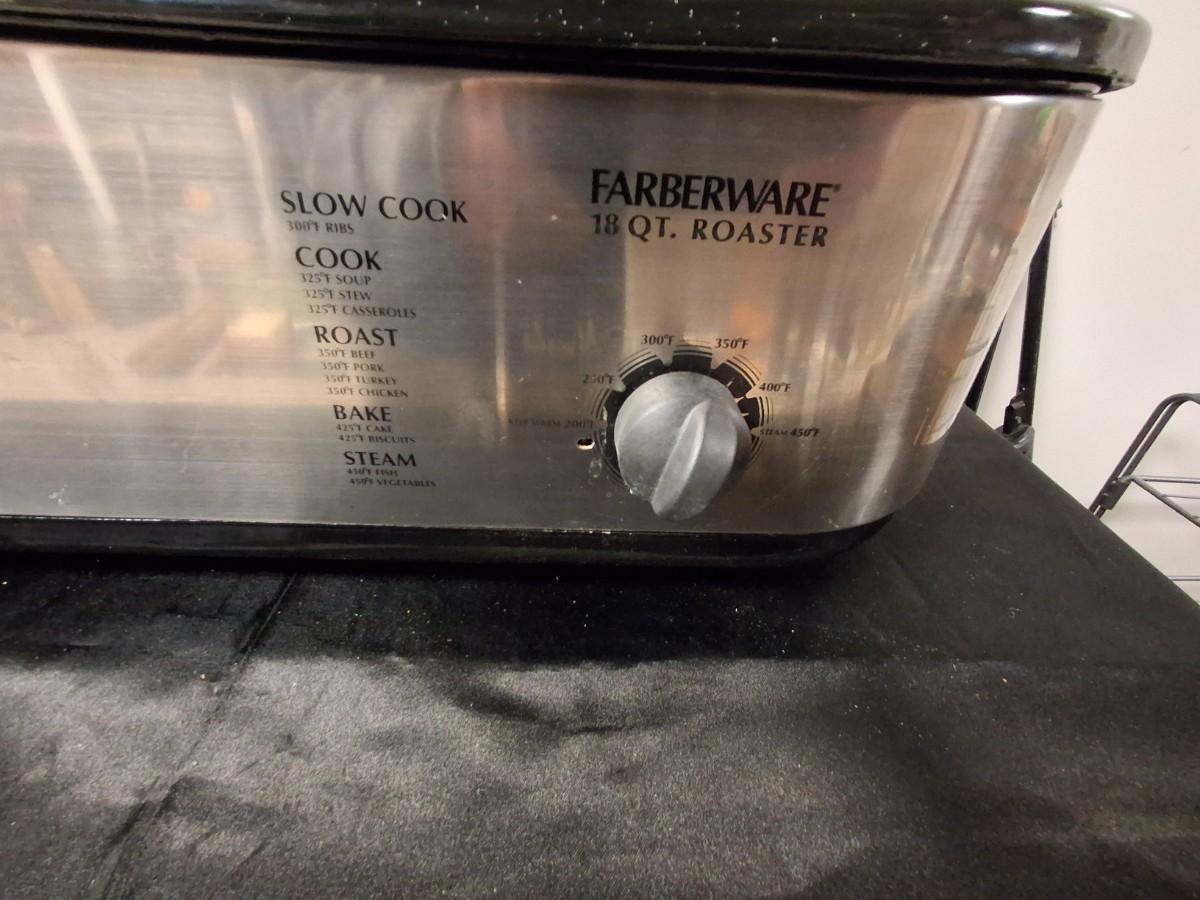 SLOW COOK
300°F RIBS
COOK
325°F SOUP
325°F STEW
325°F CASSEROLES
ROAST
350°F BEEF
350°F PORK
350°F TURKEY
350°F CHICKEN
BAKE
425°F CAKE
425°F BISCUITS
STEAM
450°F FISH
450°F VEGETABLES
FARBERWARE®
18 QT. ROASTER
300°F 350°F
250°F 400°F
KEEP WARM 200°F STEAM 450°F